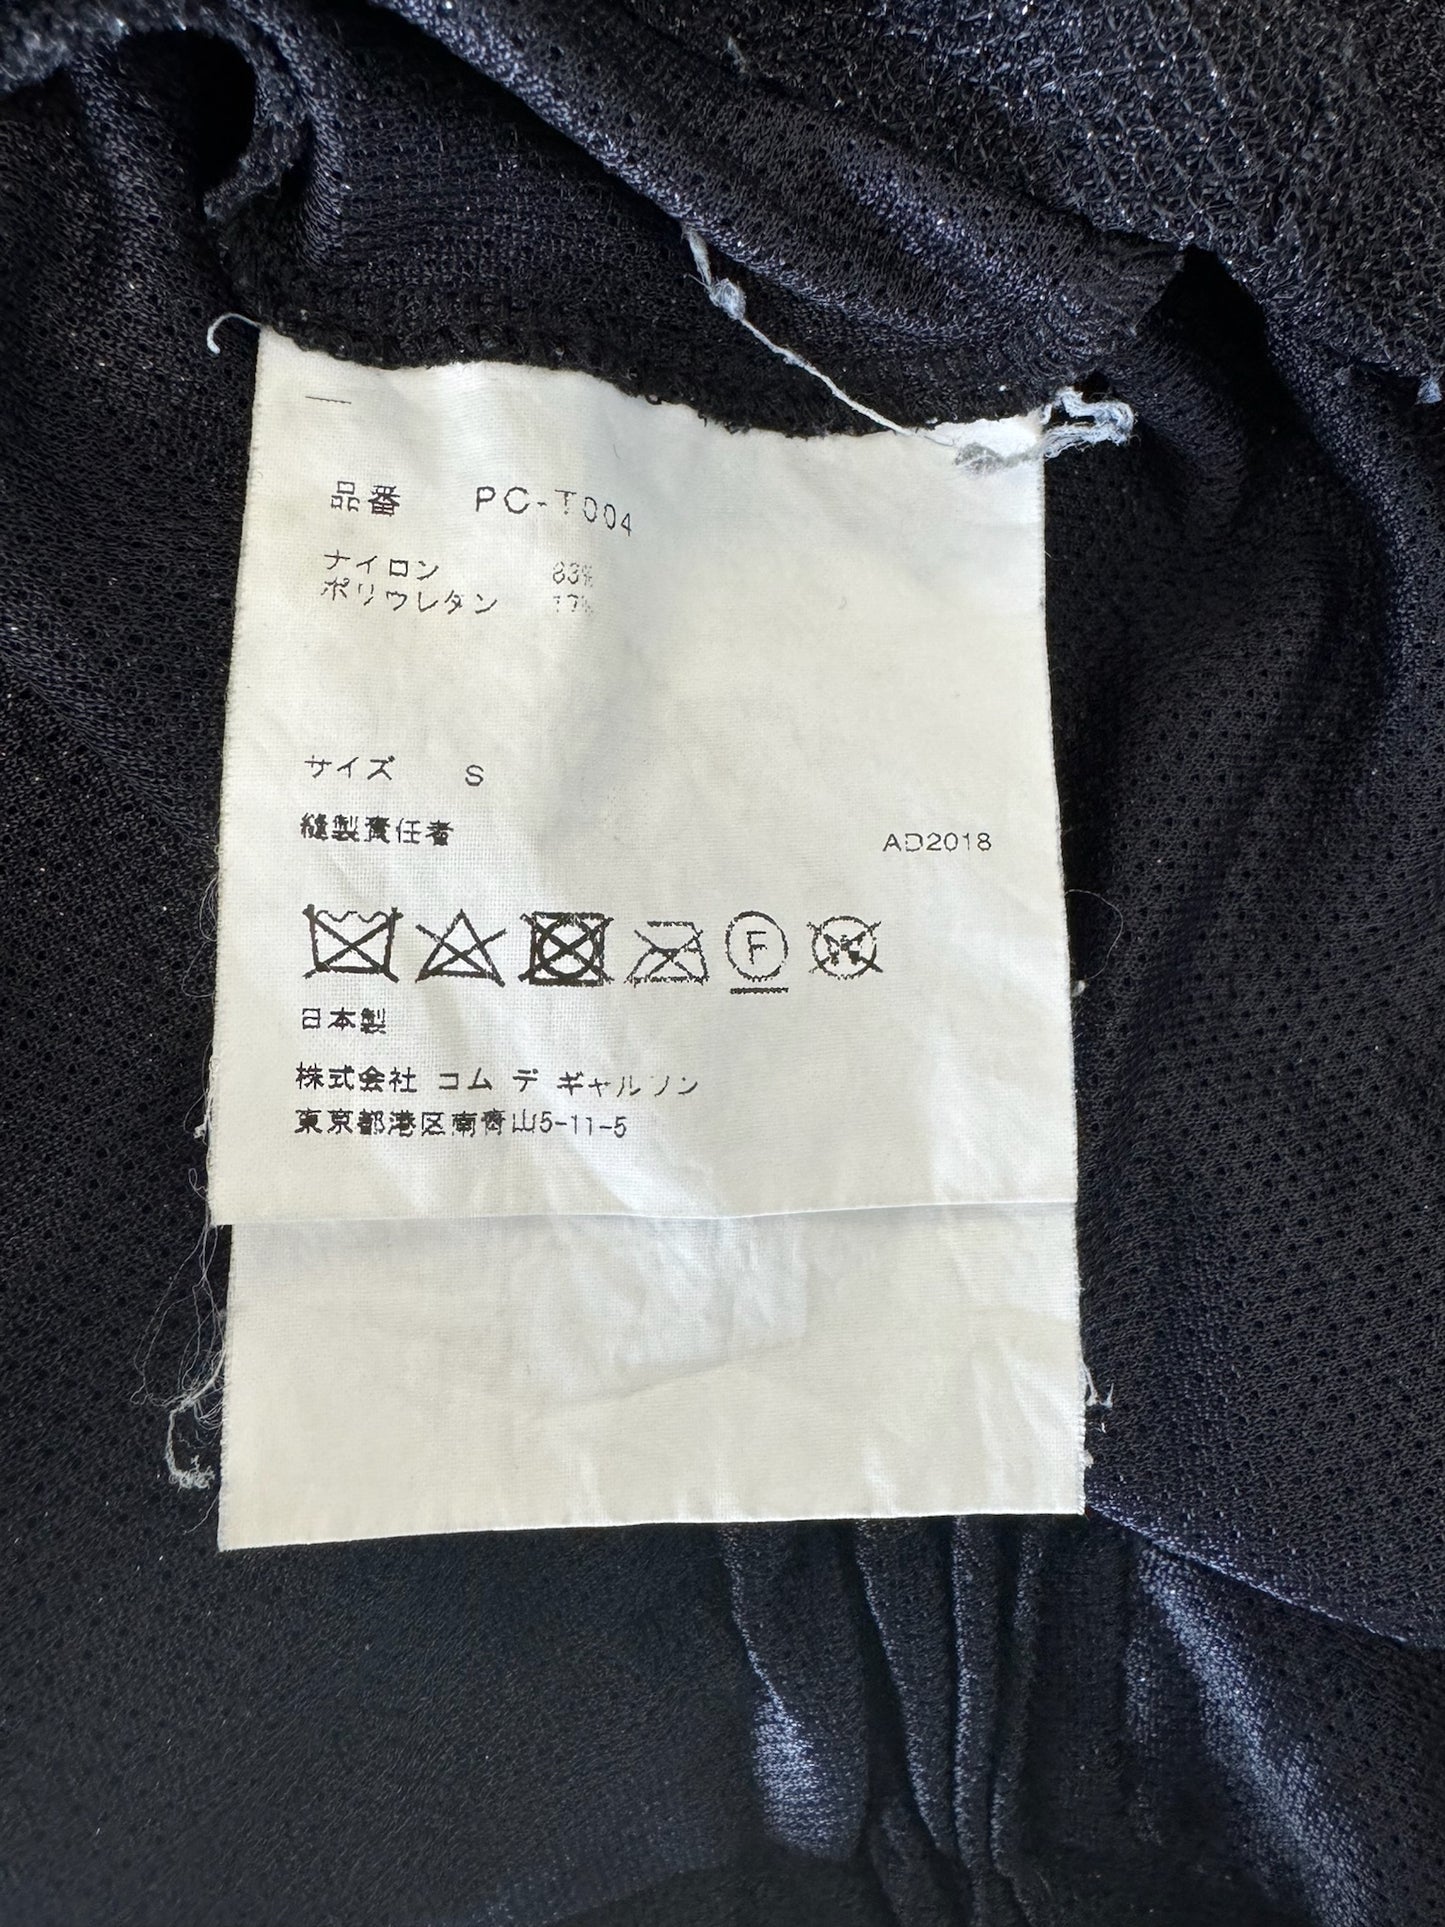 品番 PC-T004
ナイロン 83%
ポリウレタン 17%
サイズ S
縫製責任者 AD2018
F
W
日本製
株式会社 コム デ ギャルソン
東京都港区南青山5-11-5